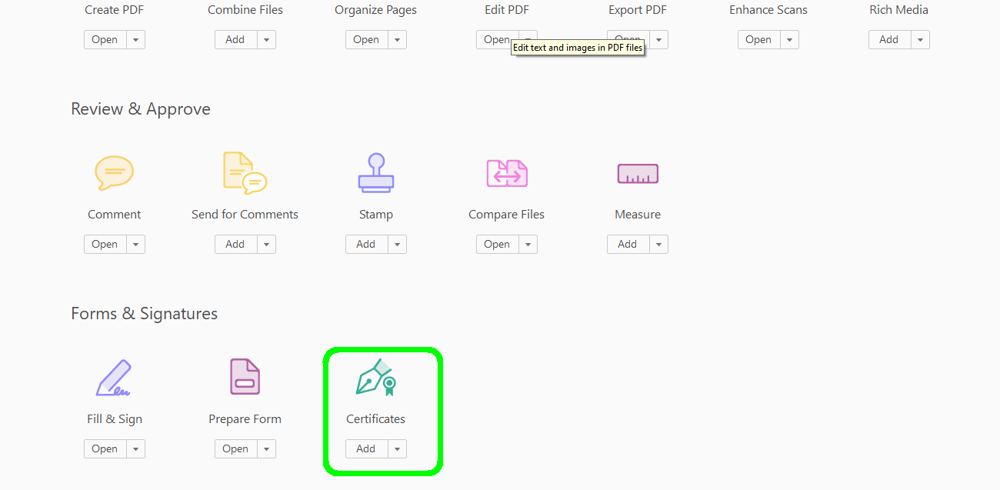 Create PDF Combine Files Organize Pages Edit PDF Export PDF Enhance Scans Rich Media
Open Add Open Open Open Open Add
Edit text and images in PDF files
Review & Approve
Comment Send for Comments Stamp Compare Files Measure
Open Add Add Open Add
Forms & Signatures
Fill & Sign Prepare Form Certificates
Open Open Add